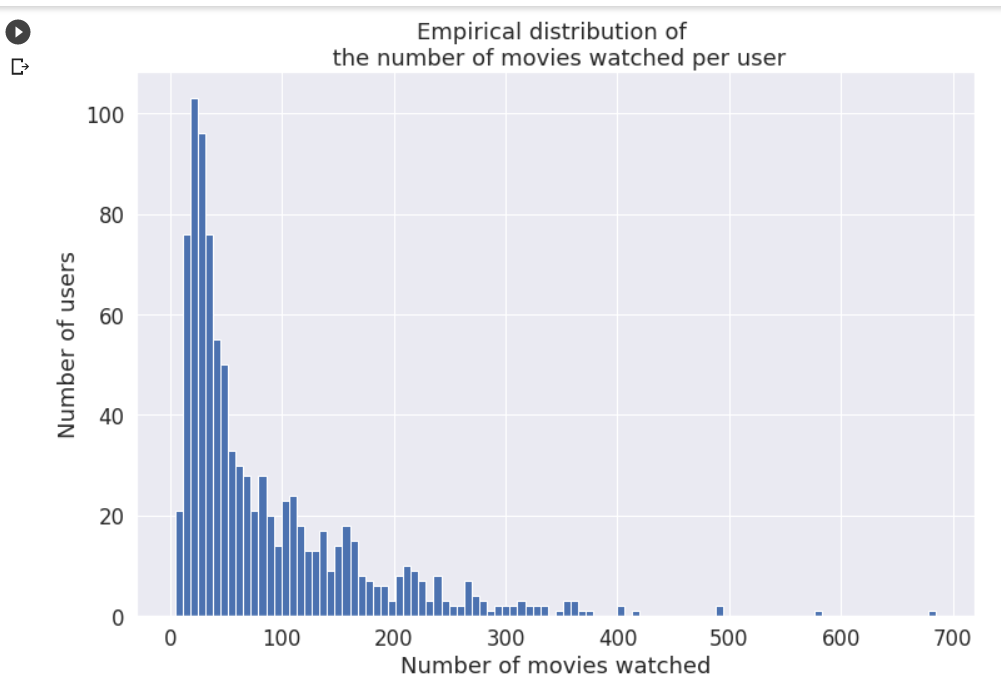 Empirical distribution of
the number of movies watched per user
Number of users
100
80
60
40
20
0
0 100 200 300 400 500 600 700
Number of movies watched